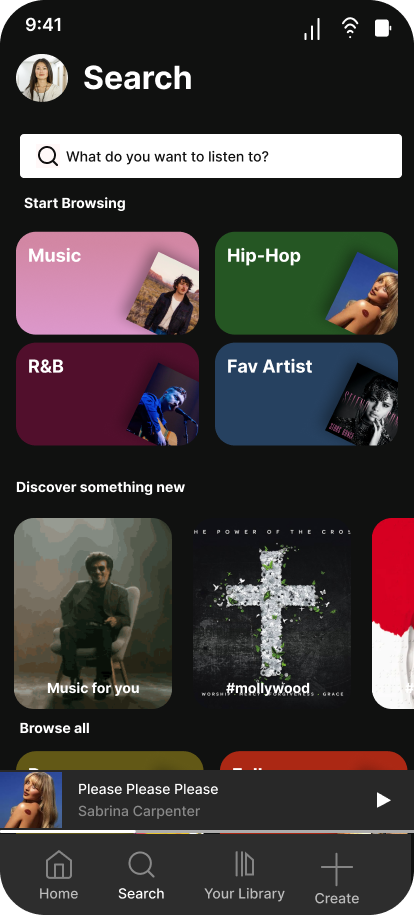 9:41
Search
What do you want to listen to?
Start Browsing
Music
Hip-Hop
R&B
Fav Artist
Discover something new
HE POWER OF THE CROS
Music for you
#mollywood
Browse all
Please Please Please
Sabrina Carpenter
Home
Search
Your Library
Create